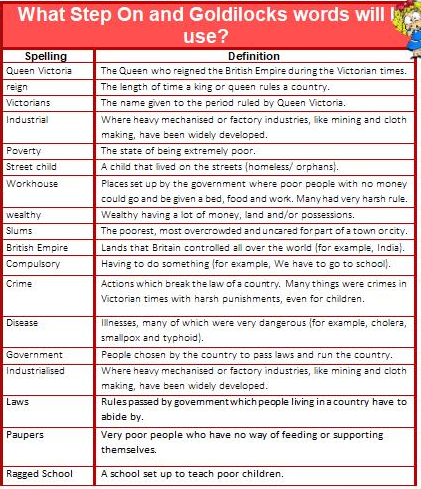 What Step On and Goldilocks words will
use?
Spelling Definition
Queen Victoria The Queen who reigned the British Empire during the Victorian times.
reign The length of time a king or queen rules a country.
Victorians The name given to the period ruled by Queen Victoria.
Industrial Where heavy mechanised or factory industries, like mining and cloth
making, have been widely developed.
Poverty The state of being extremely poor.
Street child A child that lived on the streets (homeless/ orphans).
Workhouse Places set up by the government where poor people with no money
could go and be given a bed, food and work. Many had very harsh rule.
wealthy Wealthy having a lot of money, land and/or possessions.
Slums The poorest, most overcrowded and uncared for part of a town or city.
British Empire Lands that Britain controlled all over the world (for example, India).
Compulsory Having to do something (for example, We have to go to school).
Crime Actions which break the law of a country. Many things were crimes in
Victorian times with harsh punishments, even for children.
Disease Illnesses, many of which were very dangerous (for example, cholera,
smallpox and typhoid).
Government People chosen by the country to pass laws and run the country.
Industrialised Where heavy mechanised or factory industries, like mining and cloth
making, have been widely developed.
Laws Rules passed by government which people living in a country have to
abide by.
Paupers Very poor people who have no way of feeding or supporting
themselves.
Ragged School A school set up to teach poor children.